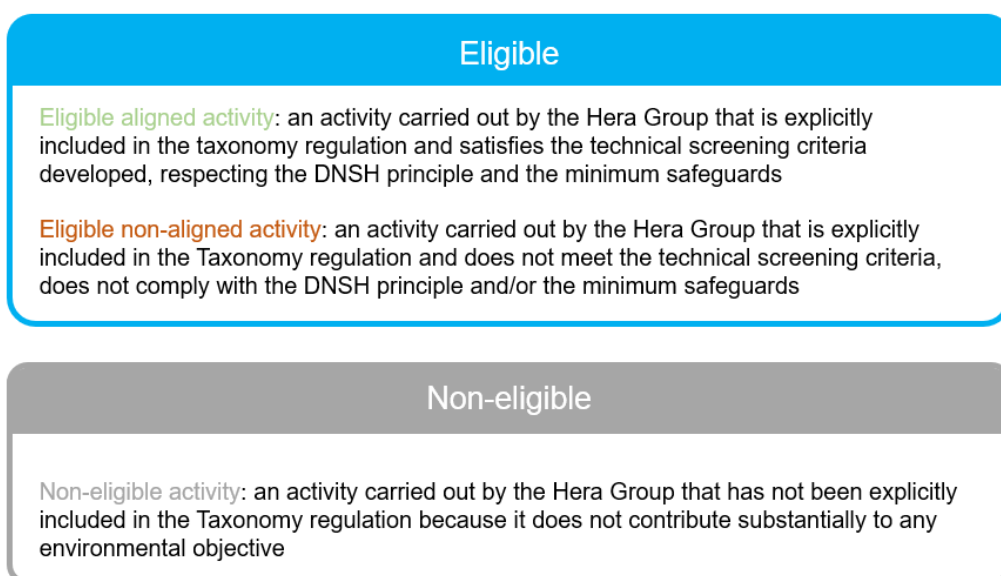 Eligible
Eligible aligned activity: an activity carried out by the Hera Group that is explicitly
included in the taxonomy regulation and satisfies the technical screening criteria
developed, respecting the DNSH principle and the minimum safeguards
Eligible non-aligned activity: an activity carried out by the Hera Group that is explicitly
included in the Taxonomy regulation and does not meet the technical screening criteria,
does not comply with the DNSH principle and/or the minimum safeguards
Non-eligible
Non-eligible activity: an activity carried out by the Hera Group that has not been explicitly
included in the Taxonomy regulation because it does not contribute substantially to any
environmental objective